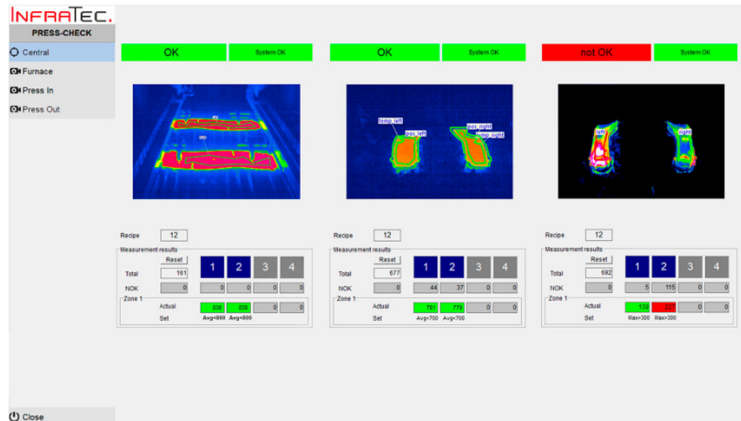 INFRATEC.
PRESS-CHECK
Central
Furnace
Press In
Press Out
Close
OK
System OK
Recipe 12
Measurement results
Reset
Total 161 1 2 3 4
NOK 0 0 0 0 0
Zone 1
Actual 0 0
Set
OK
System OK
temp_left
pos_left
pos_right
temp_right
Recipe 12
Measurement results
Reset
Total 677 1 2 3 4
NOK 0 44 37 0 0
Zone 1
Actual 781 779 0 0
Set Avg<700 Avg<700
not OK
System OK
left
right
Recipe 12
Measurement results
Reset
Total 692 1 2 3 4
NOK 0 5 115 0 0
Zone 1
Actual 0 0
Set Max>300 Max>300